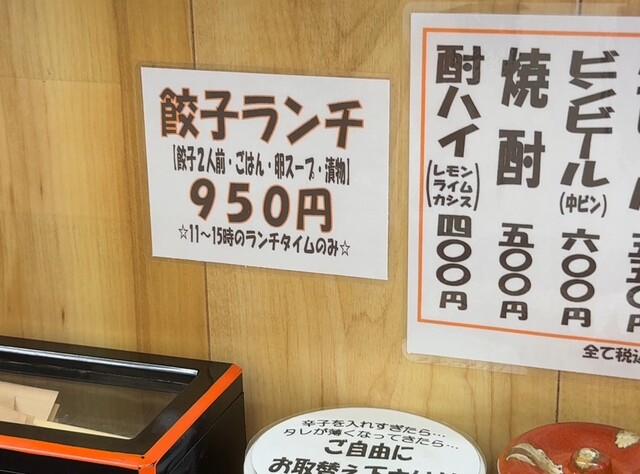 餃子ランチ
[餃子2人前・ごはん・卵スープ・漬物]
950円
☆11~15時のランチタイムのみ☆
ビンビール
(中ビン)
六〇〇円
焼酎
五〇〇円
酎ハイ
(レモン
ライム
カシス)
四〇〇円
全て税込
辛子を入れすぎたら…
タレが薄くなってきたら…
ご自由に
お取替え下さい